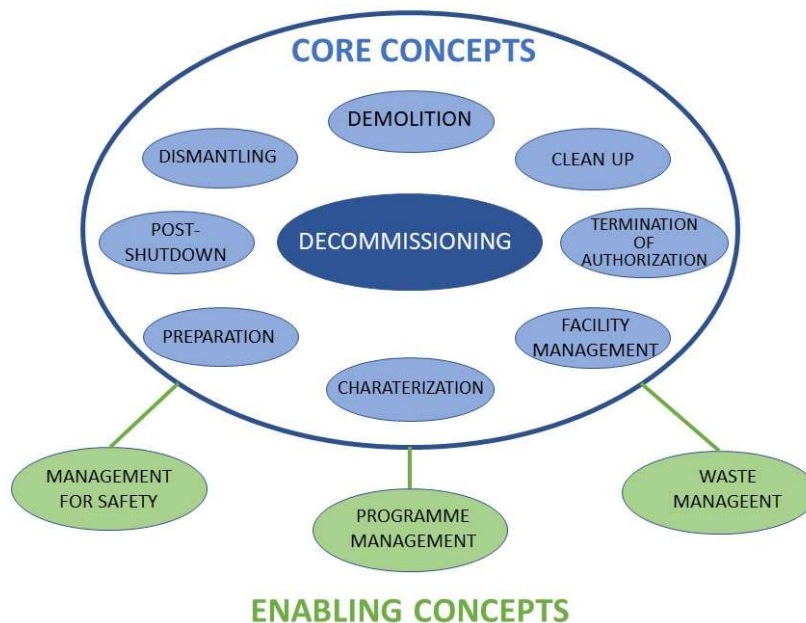 CORE CONCEPTS
DEMOLITION
DISMANTLING
CLEAN UP
POST-
SHUTDOWN
DECOMMISSIONING
TERMINATION
OF
AUTHORIZATION
PREPARATION
FACILITY
MANAGEMENT
CHARATERIZATION
MANAGEMENT
FOR SAFETY
PROGRAMME
MANAGEMENT
WASTE
MANAGEENT
ENABLING CONCEPTS